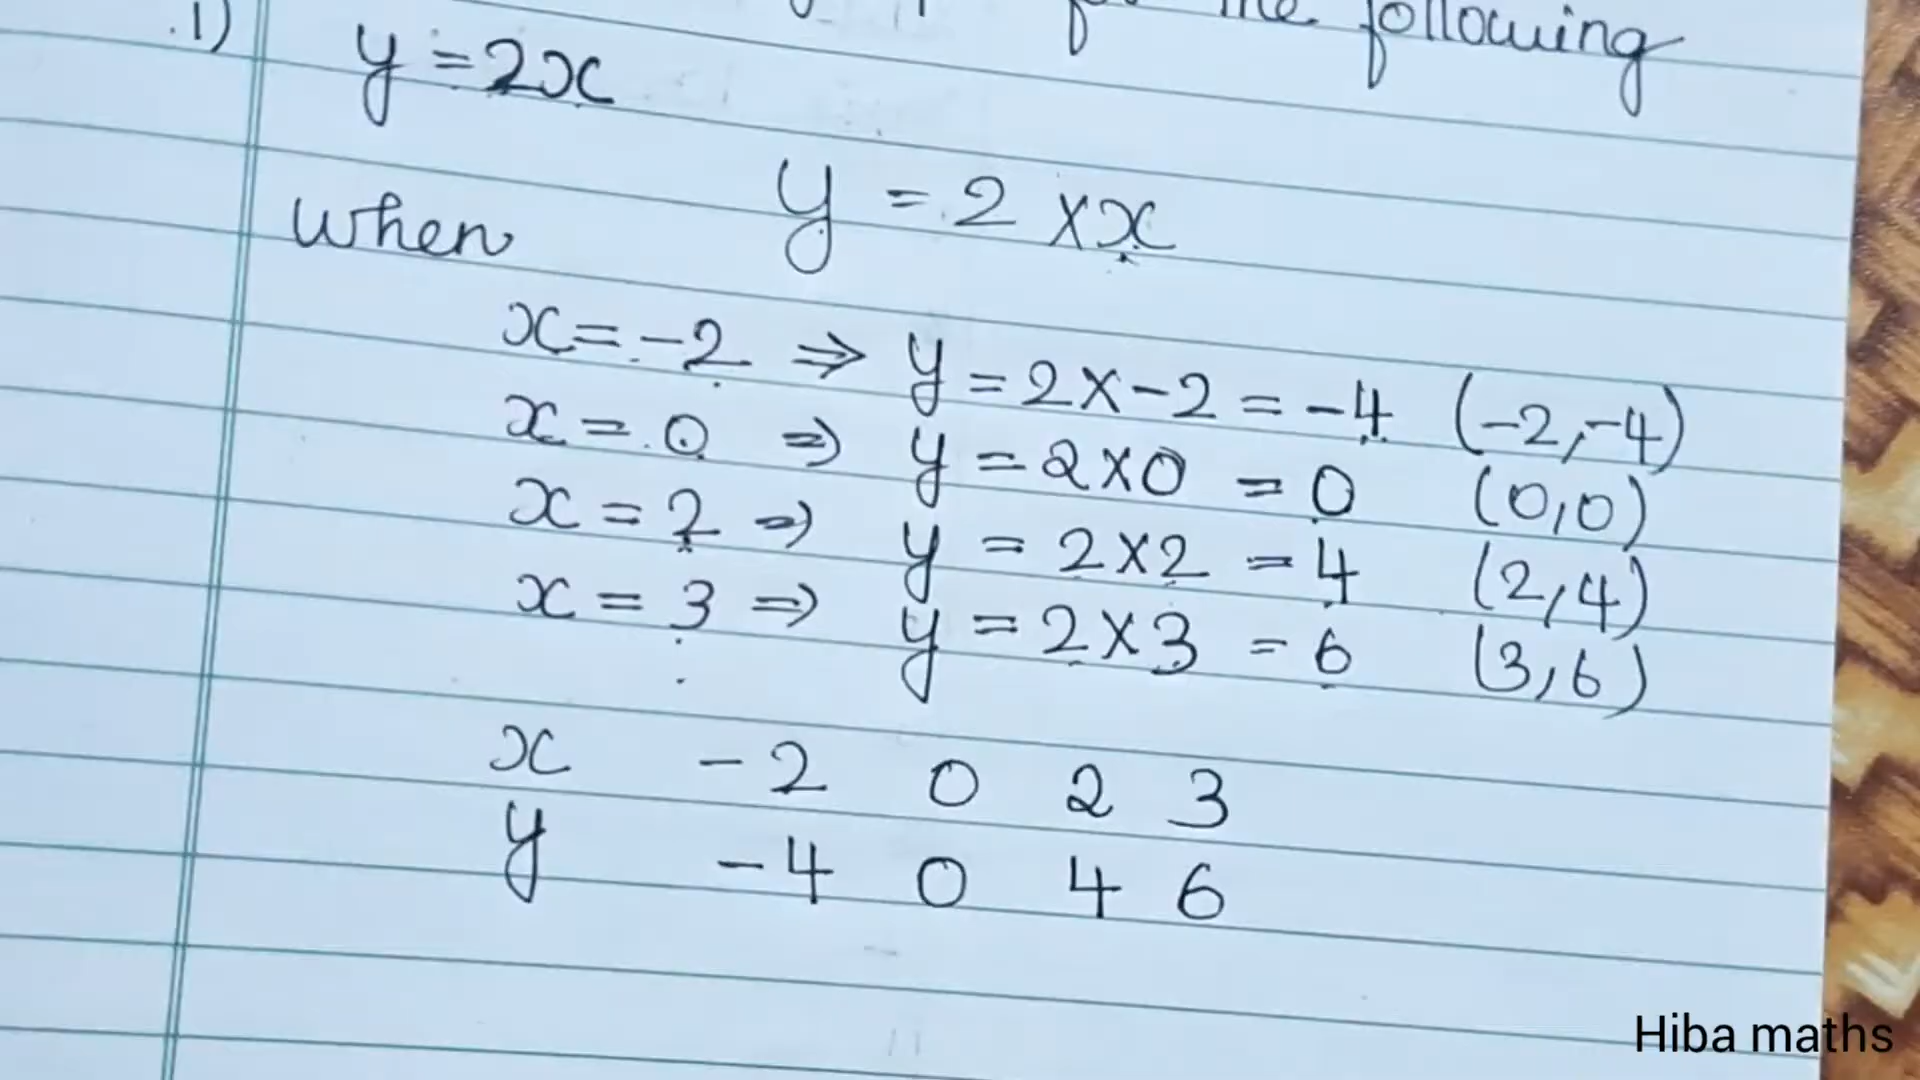 the following
1) y = 2x
y = 2 × x
when
x = -2 ⇒ y = 2 × -2 = -4 (-2, -4)
x = 0 ⇒ y = 2 × 0 = 0 (0, 0)
x = 2 ⇒ y = 2 × 2 = 4 (2, 4)
x = 3 ⇒ y = 2 × 3 = 6 (3, 6)
x -2 0 2 3
y -4 0 4 6
Hiba maths